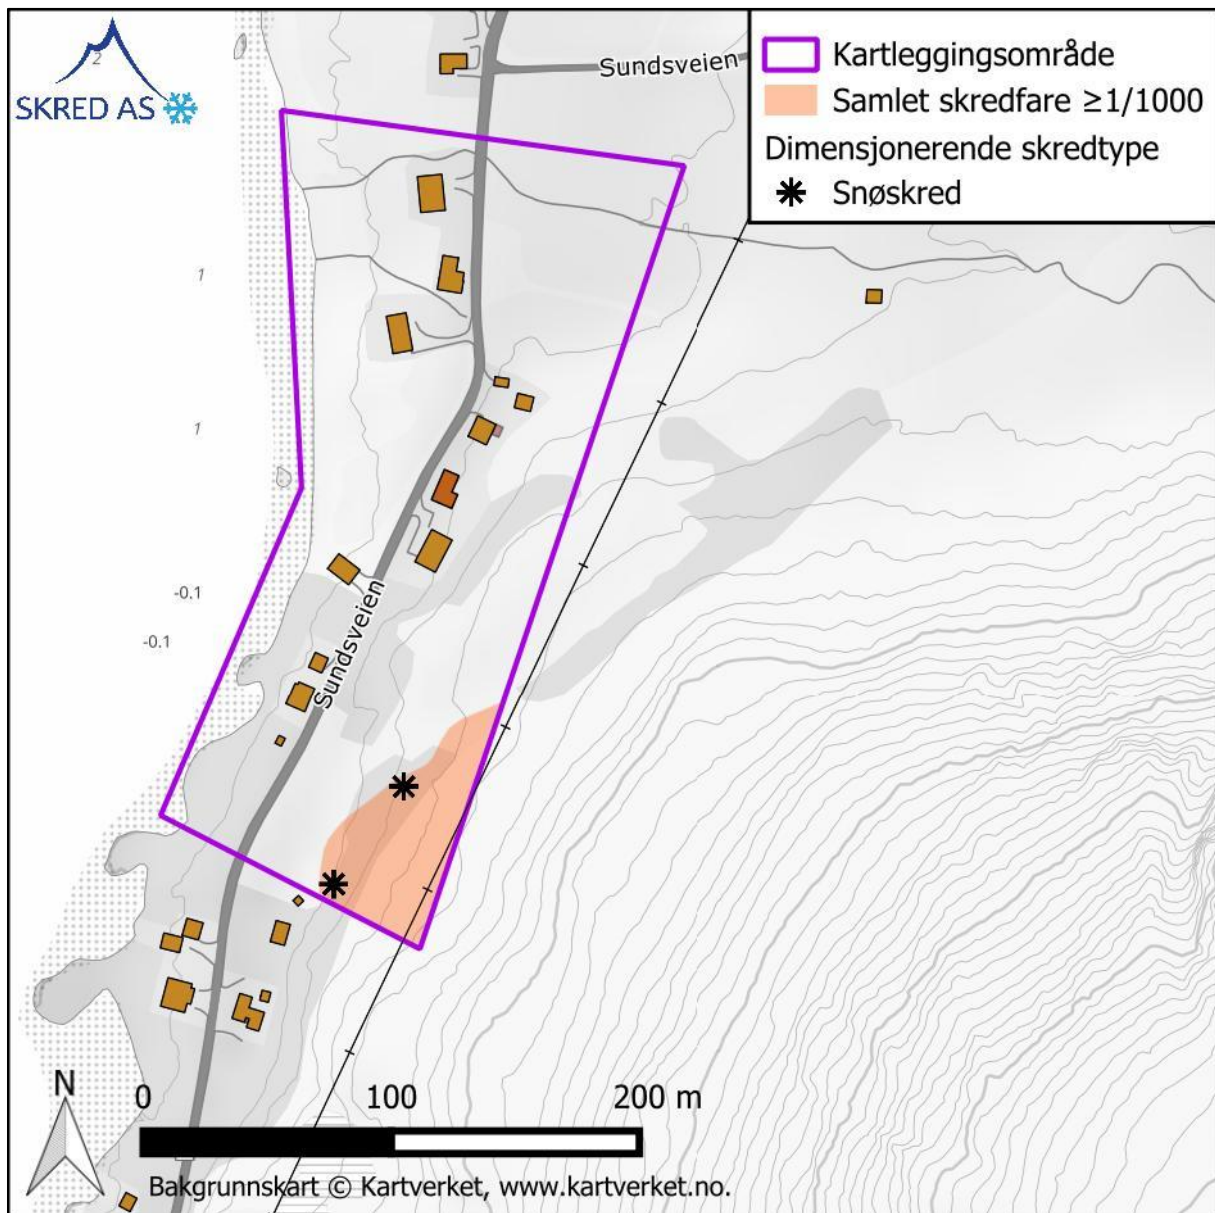 2
SKRED AS
Sundsveien
Kartleggingsområde
Samlet skredfare ≥1/1000
Dimensjonerende skredtype
Snøskred
1
1
-0.1
-0.1
Sundsveien
N
0 100 200 m
Bakgrunnskart © Kartverket, www.kartverket.no.